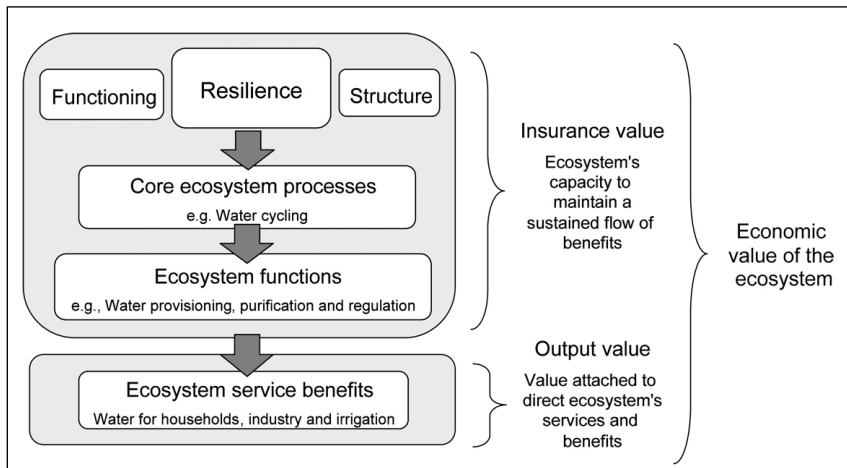 Functioning
Resilience
Structure
Core ecosystem processes
e.g. Water cycling
Ecosystem functions
e.g., Water provisioning, purification and regulation
Ecosystem service benefits
Water for households, industry and irrigation
Insurance value
Ecosystem's
capacity to
maintain a
sustained flow of
benefits
Output value
Value attached to
direct ecosystem's
services and
benefits
Economic
value of the
ecosystem